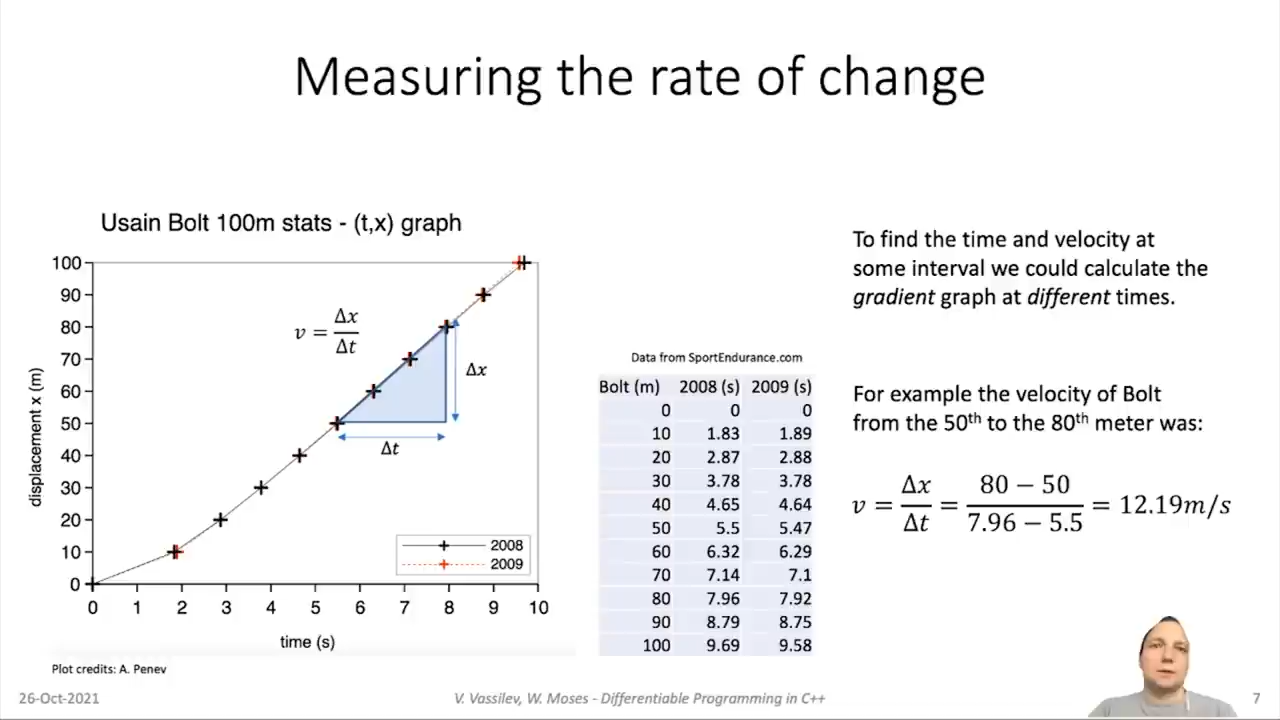 Measuring the rate of change
Usain Bolt 100m stats - (t,x) graph
100
90
80
70
60
50
40
30
20
10
0
displacement x (m)
v = Δx/Δt
Δx
Δt
2008
2009
0 1 2 3 4 5 6 7 8 9 10
time (s)
Plot credits: A. Penev
Data from SportEndurance.com
Bolt (m) 2008 (s) 2009 (s)
0 0 0
10 1.83 1.89
20 2.87 2.88
30 3.78 3.78
40 4.65 4.64
50 5.5 5.47
60 6.32 6.29
70 7.14 7.1
80 7.96 7.92
90 8.79 8.75
100 9.69 9.58
To find the time and velocity at
some interval we could calculate the
gradient graph at different times.
For example the velocity of Bolt
from the 50th to the 80th meter was:
v = Δx/Δt = (80 − 50)/(7.96 − 5.5) = 12.19m/s
26-Oct-2021
V. Vassilev, W. Moses - Differentiable Programming in C++
7